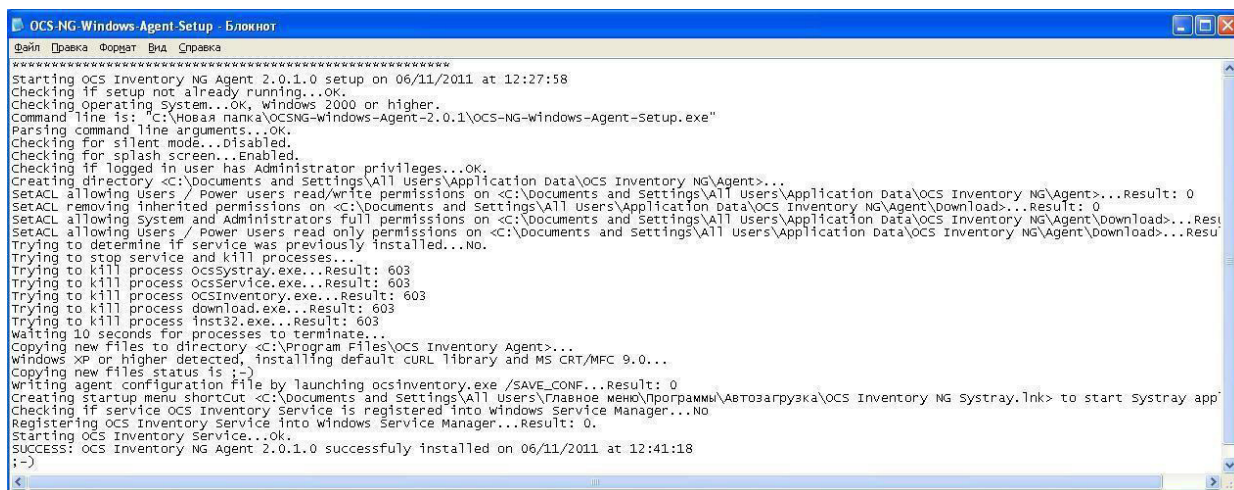 OCS-NG-Windows-Agent-Setup - Блокнот
Файл Правка Формат Вид Справка
*********************************************************
Starting OCS Inventory NG Agent 2.0.1.0 setup on 06/11/2011 at 12:27:58
Checking if setup not already running...OK.
Checking Operating System...OK, Windows 2000 or higher.
Command line is: "C:\Новая папка\OCSNG-Windows-Agent-2.0.1\OCS-NG-Windows-Agent-Setup.exe"
Parsing command line arguments...OK.
Checking for silent mode...Disabled.
Checking for splash screen...Enabled.
Checking if logged in user has Administrator privileges...OK.
Creating directory <C:\Documents and Settings\All Users\Application Data\OCS Inventory NG\Agent>...
SetACL allowing Users / Power users read/write permissions on <C:\Documents and Settings\All Users\Application Data\OCS Inventory NG\Agent>...Result: 0
SetACL removing inherited permissions on <C:\Documents and Settings\All Users\Application Data\OCS Inventory NG\Agent\Download>...Result: 0
SetACL allowing System and Administrators full permissions on <C:\Documents and Settings\All Users\Application Data\OCS Inventory NG\Agent\Download>...Resu
SetACL allowing Users / Power Users read only permissions on <C:\Documents and Settings\All Users\Application Data\OCS Inventory NG\Agent\Download>...Resu
Trying to determine if service was previously installed...No.
Trying to stop service and kill processes...
Trying to kill process OcsSystray.exe...Result: 603
Trying to kill process OcsService.exe...Result: 603
Trying to kill process OCSInventory.exe...Result: 603
Trying to kill process download.exe...Result: 603
Trying to kill process inst32.exe...Result: 603
Waiting 10 seconds for processes to terminate...
Copying new files to directory <C:\Program Files\OCS Inventory Agent>...
Windows XP or higher detected, installing default cURL library and MS CRT/MFC 9.0...
Copying new files status is ;-)
Writing agent configuration file by launching ocsinventory.exe /SAVE_CONF...Result: 0
Creating startup menu shortCut <C:\Documents and Settings\All Users\Главное меню\Программы\Автозагрузка\OCS Inventory NG Systray.lnk> to start Systray app
Checking if service OCS Inventory Service is registered into Windows Service Manager...No
Registering OCS Inventory Service into Windows Service Manager...Result: 0.
Starting OCS Inventory Service...Ok.
SUCCESS: OCS Inventory NG Agent 2.0.1.0 successfuly installed on 06/11/2011 at 12:41:18
;-)